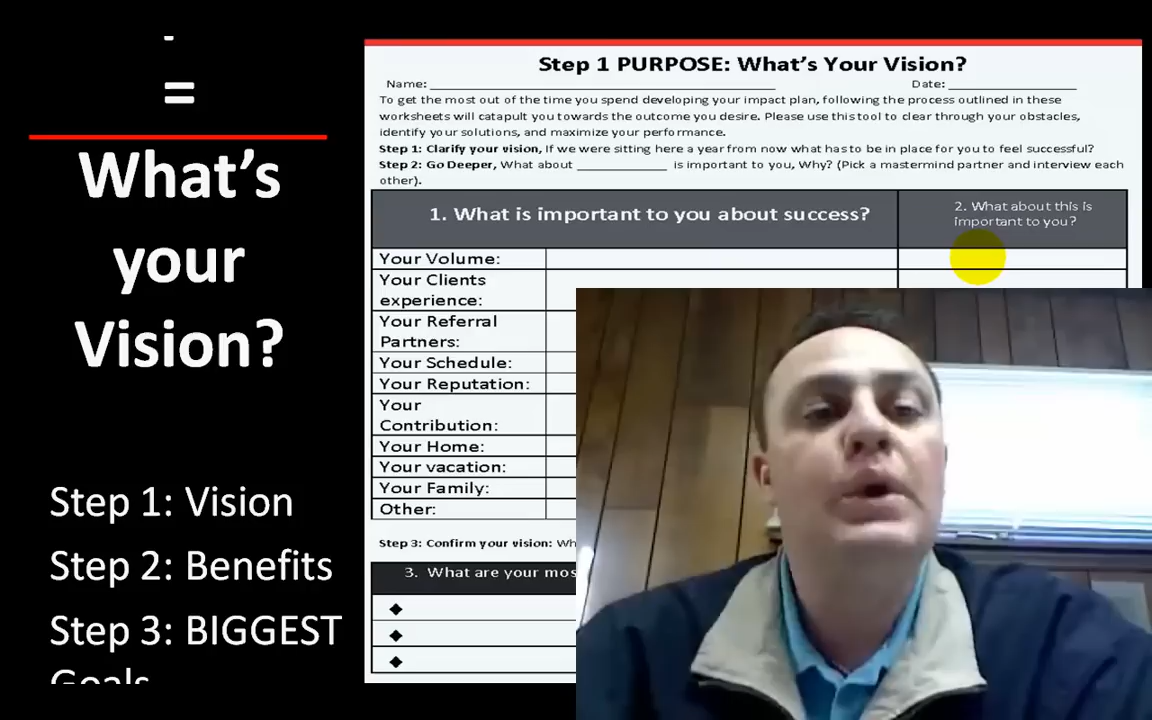 =
What's
your
Vision?
Step 1: Vision
Step 2: Benefits
Step 3: BIGGEST
Goals
Step 1 PURPOSE: What's Your Vision?
Name: Date:
To get the most out of the time you spend developing your impact plan, following the process outlined in these
worksheets will catapult you towards the outcome you desire. Please use this tool to clear through your obstacles,
identify your solutions, and maximize your performance.
Step 1: Clarify your vision, If we were sitting here a year from now what has to be in place for you to feel successful?
Step 2: Go Deeper, What about __________ is important to you, Why? (Pick a mastermind partner and interview each
other).
1. What is important to you about success?
2. What about this is
important to you?
Your Volume:
Your Clients
experience:
Your Referral
Partners:
Your Schedule:
Your Reputation:
Your
Contribution:
Your Home:
Your vacation:
Your Family:
Other:
Step 3: Confirm your vision: Wh
3. What are your mos